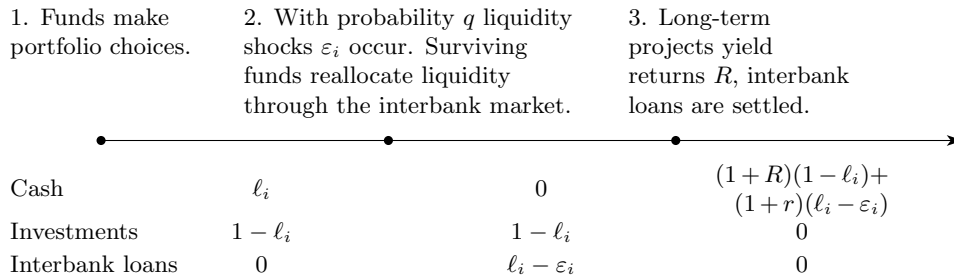 1. Funds make
portfolio choices.
2. With probability q liquidity
shocks εᵢ occur. Surviving
funds reallocate liquidity
through the interbank market.
3. Long-term
projects yield
returns R, interbank
loans are settled.
Cash ℓᵢ 0 (1 + R)(1 − ℓᵢ)+
(1 + r)(ℓᵢ − εᵢ)
Investments 1 − ℓᵢ 1 − ℓᵢ 0
Interbank loans 0 ℓᵢ − εᵢ 0